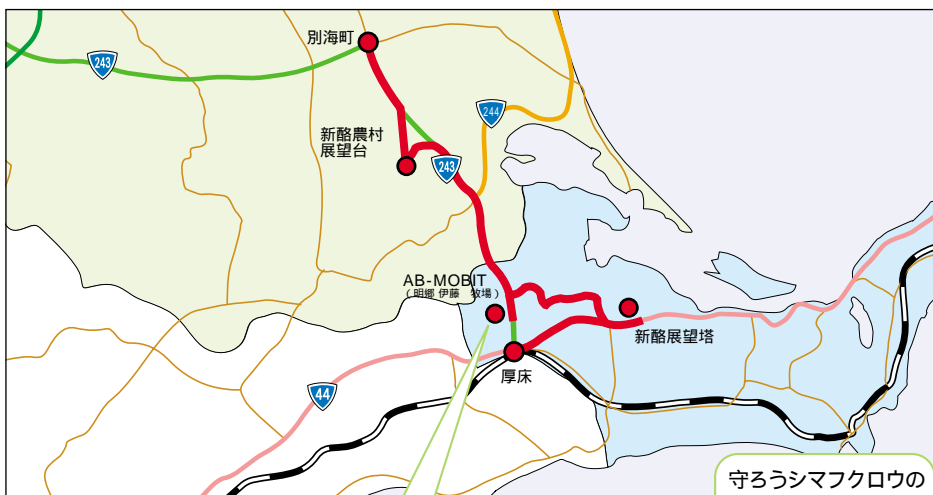 別海町
243
244
新酪農村
展望台
243
AB-MOBIT
（明郷 伊藤　牧場）
新酪展望塔
厚床
44
守ろうシマフクロウの